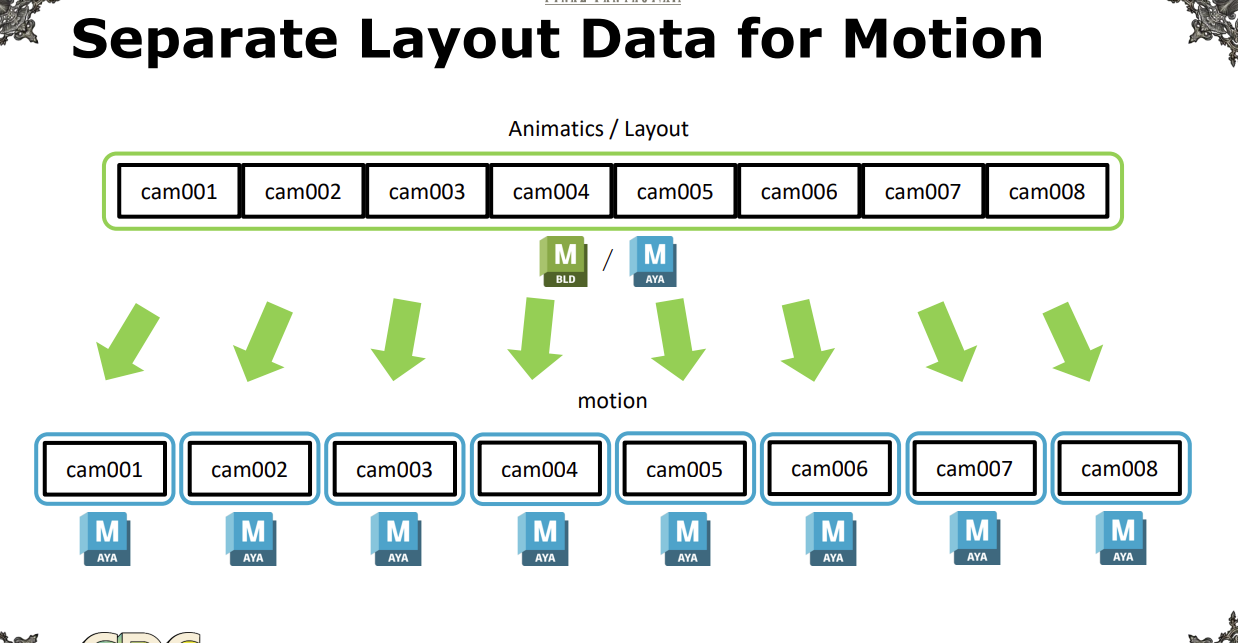 Separate Layout Data for Motion
Animatics / Layout
cam001 cam002 cam003 cam004 cam005 cam006 cam007 cam008
M BLD / M AYA
motion
cam001 cam002 cam003 cam004 cam005 cam006 cam007 cam008
M AYA M AYA M AYA M AYA M AYA M AYA M AYA M AYA